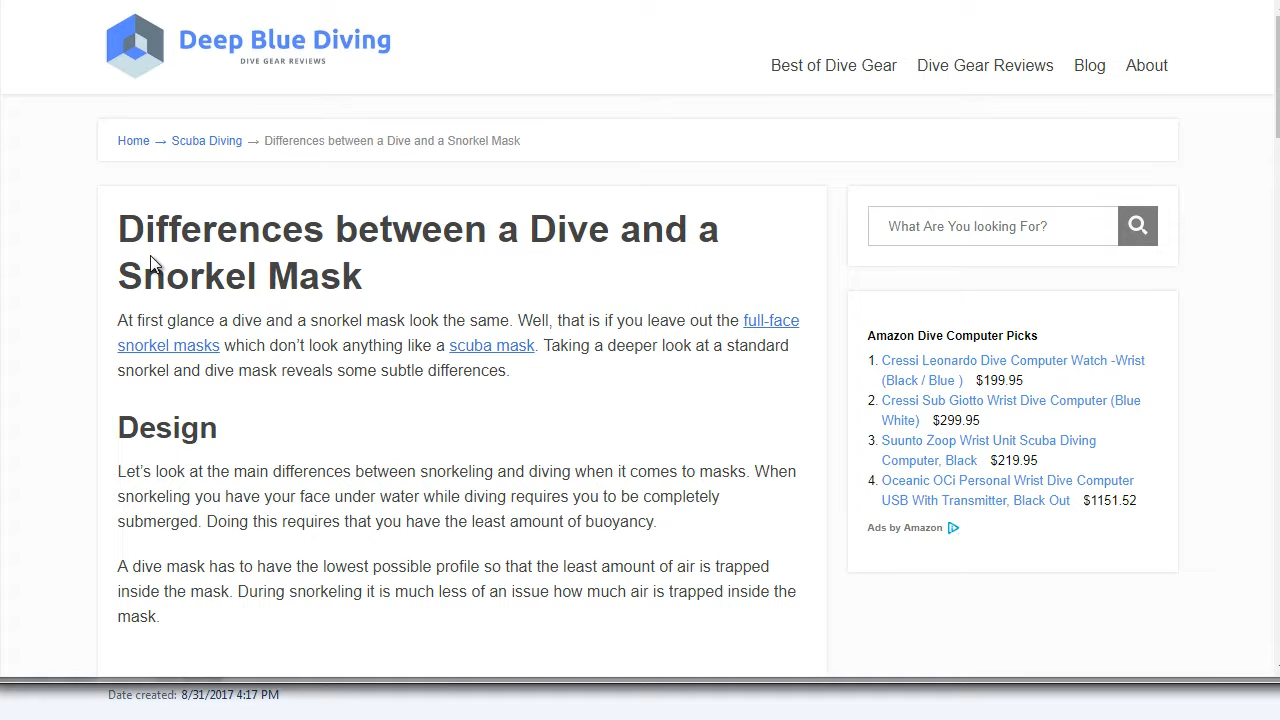 Deep Blue Diving
DIVE GEAR REVIEWS
Best of Dive Gear Dive Gear Reviews Blog About
Home → Scuba Diving → Differences between a Dive and a Snorkel Mask
Differences between a Dive and a
Snorkel Mask
At first glance a dive and a snorkel mask look the same. Well, that is if you leave out the full-face
snorkel masks which don’t look anything like a scuba mask. Taking a deeper look at a standard
snorkel and dive mask reveals some subtle differences.
Design
Let’s look at the main differences between snorkeling and diving when it comes to masks. When
snorkeling you have your face under water while diving requires you to be completely
submerged. Doing this requires that you have the least amount of buoyancy.
A dive mask has to have the lowest possible profile so that the least amount of air is trapped
inside the mask. During snorkeling it is much less of an issue how much air is trapped inside the
mask.
What Are You looking For?
Amazon Dive Computer Picks
1. Cressi Leonardo Dive Computer Watch -Wrist
(Black / Blue ) $199.95
2. Cressi Sub Giotto Wrist Dive Computer (Blue
White) $299.95
3. Suunto Zoop Wrist Unit Scuba Diving
Computer, Black $219.95
4. Oceanic OCi Personal Wrist Dive Computer
USB With Transmitter, Black Out $1151.52
Ads by Amazon
Date created: 8/31/2017 4:17 PM